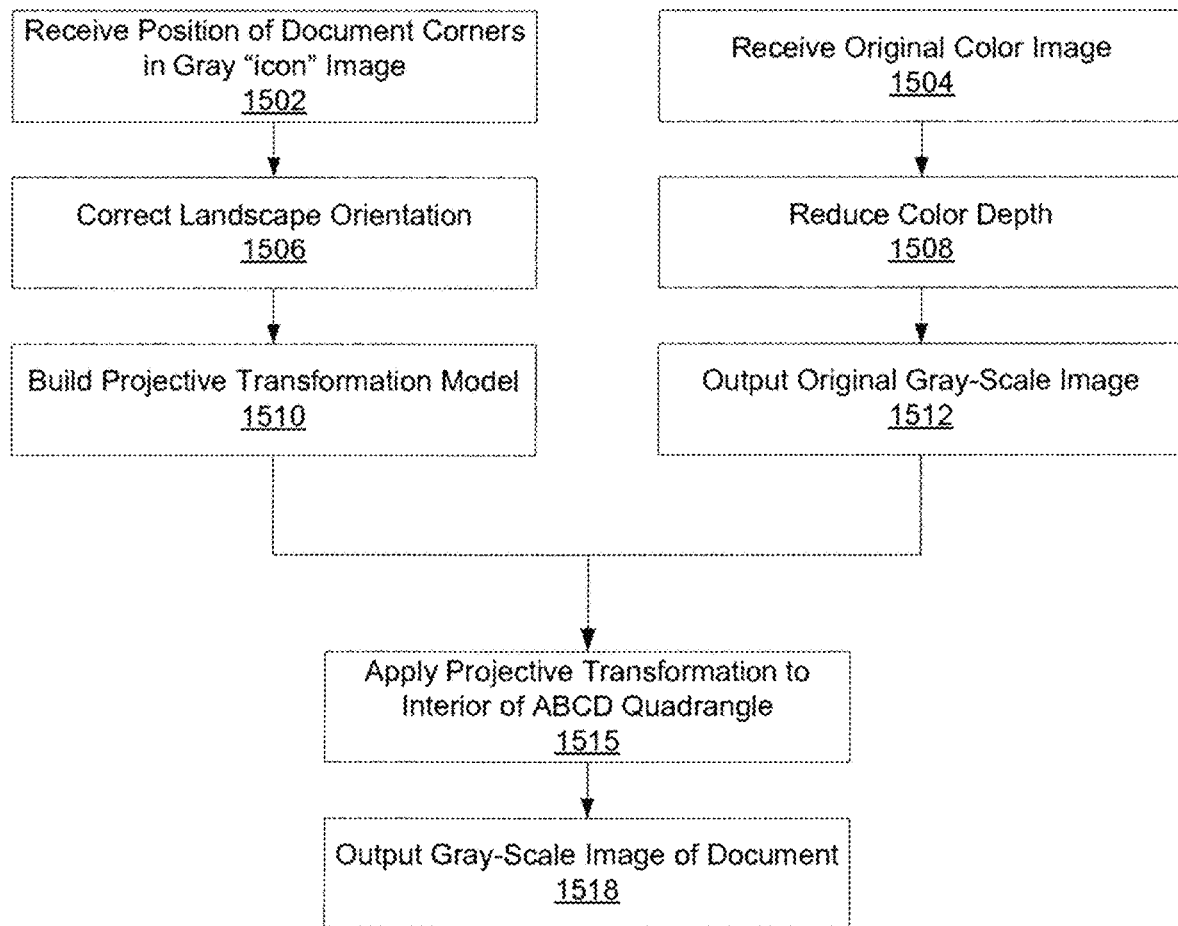 Receive Position of Document Corners
in Gray “icon” Image
1502
Receive Original Color Image
1504
Correct Landscape Orientation
1506
Reduce Color Depth
1508
Build Projective Transformation Model
1510
Output Original Gray-Scale Image
1512
Apply Projective Transformation to
Interior of ABCD Quadrangle
1515
Output Gray-Scale Image of Document
1518